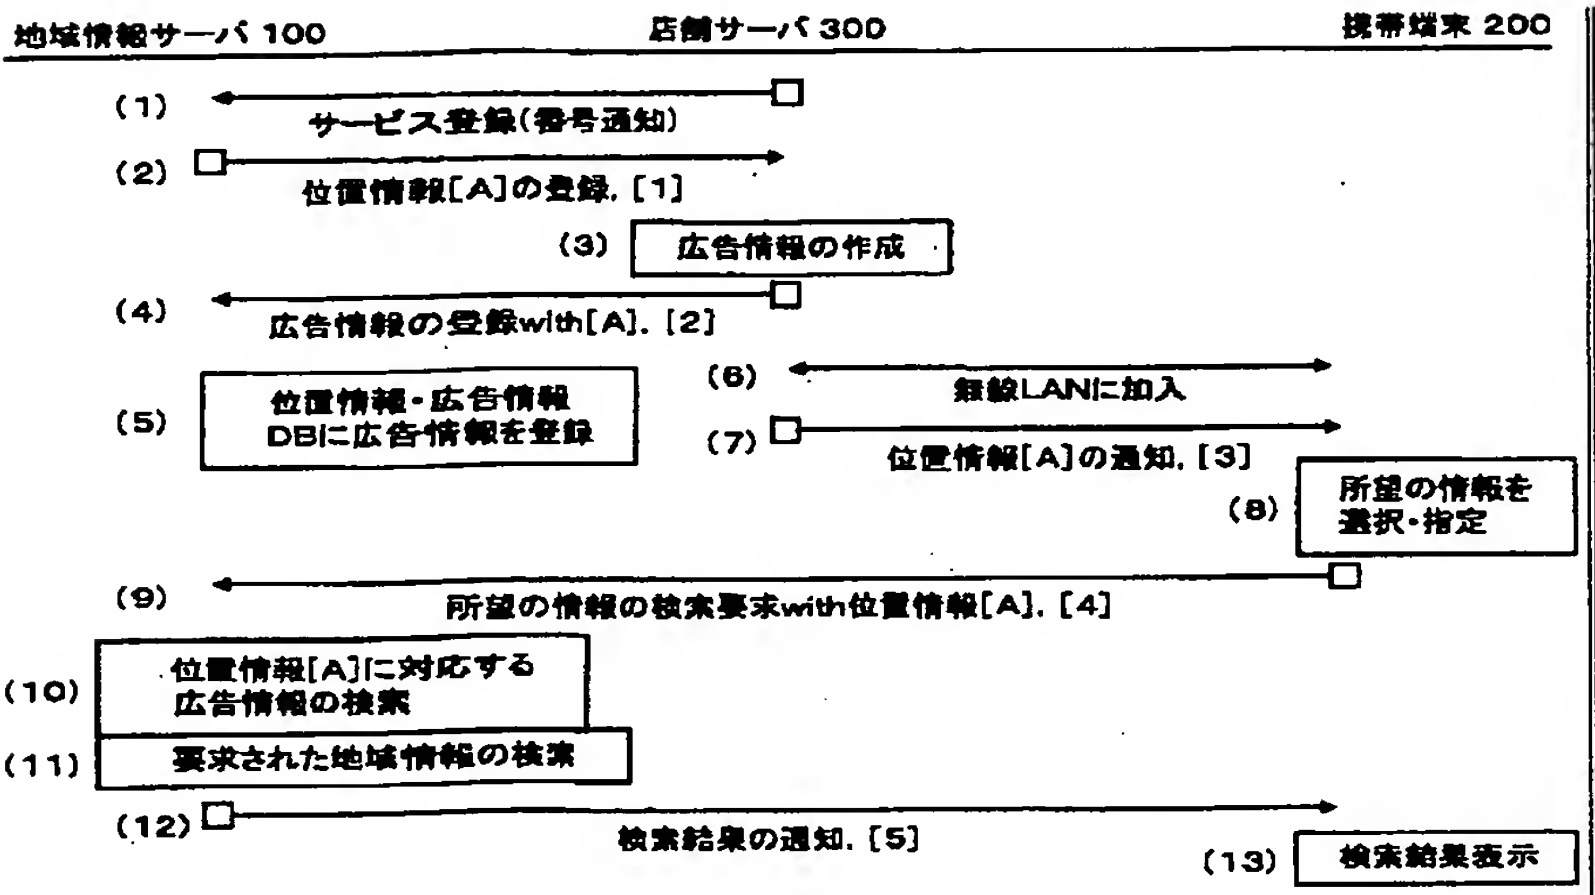 地域情報サーバ 100 店舗サーバ 300 携帯端末 200
(1) サービス登録(番号通知)
(2) 位置情報[A]の登録, [1]
(3) 広告情報の作成
(4) 広告情報の登録with[A], [2]
(5) 位置情報・広告情報
DBに広告情報を登録
(6) 無線LANに加入
(7) 位置情報[A]の通知, [3]
(8) 所望の情報を
選択・指定
(9) 所望の情報の検索要求with位置情報[A], [4]
(10) 位置情報[A]に対応する
広告情報の検索
(11) 要求された地域情報の検索
(12) 検索結果の通知, [5]
(13) 検索結果表示